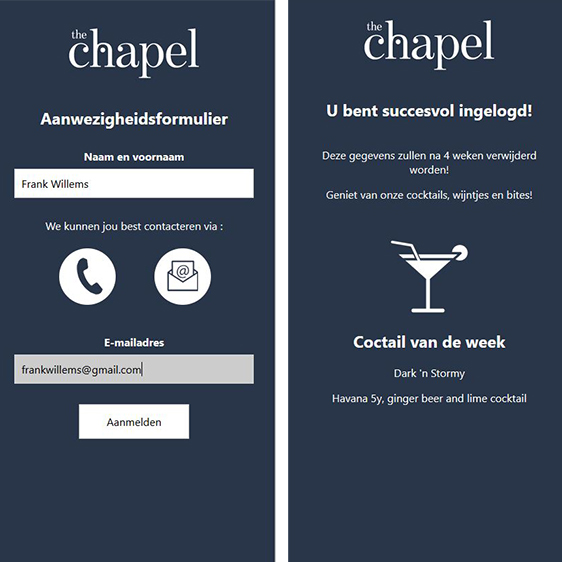 the
chapel
Aanwezigheidsformulier
Naam en voornaam
Frank Willems
We kunnen jou best contacteren via :
@
E-mailadres
frankwillems@gmail.com
Aanmelden
the
chapel
U bent succesvol ingelogd!
Deze gegevens zullen na 4 weken verwijderd
worden!
Geniet van onze cocktails, wijntjes en bites!
Coctail van de week
Dark 'n Stormy
Havana 5y, ginger beer and lime cocktail